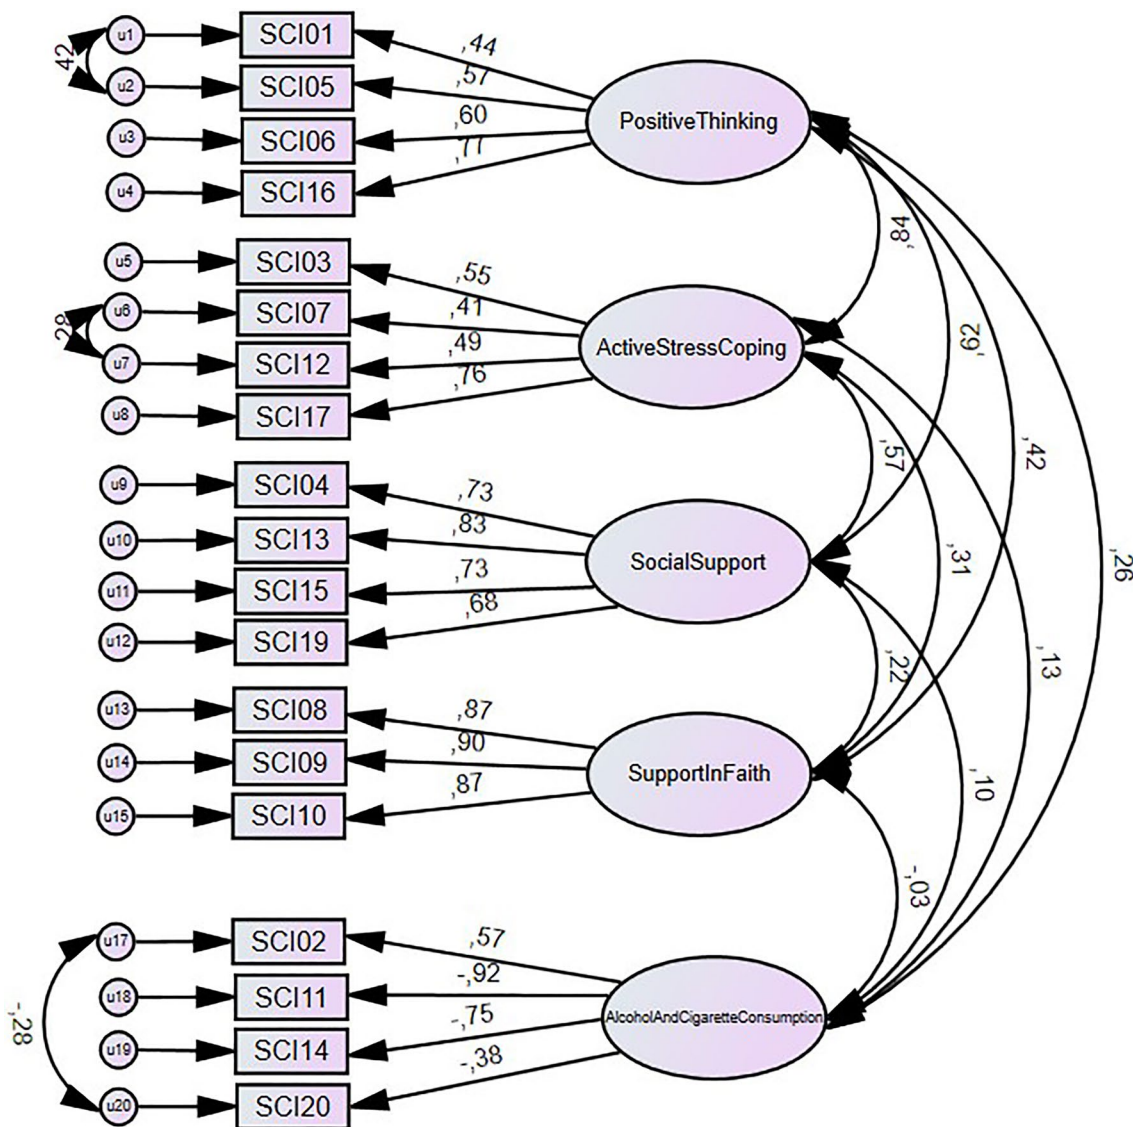 u1
SCI01
,44
42
u2
SCI05
,57
u3
SCI06
,60
PositiveThinking
u4
SCI16
,77
,84
u5
SCI03
,55
u6
SCI07
,41
28
,62
u7
SCI12
,49
ActiveStressCoping
u8
SCI17
,76
,57
,42
u9
SCI04
,73
u10
SCI13
,83
,31
,26
u11
SCI15
,73
SocialSupport
u12
SCI19
,68
,22
,13
u13
SCI08
,87
u14
SCI09
,90
SupportInFaith
u15
SCI10
,87
,10
-,03
u17
SCI02
,57
u18
SCI11
-,92
AlcoholAndCigaretteConsumption
-,28
u19
SCI14
-,75
u20
SCI20
-,38